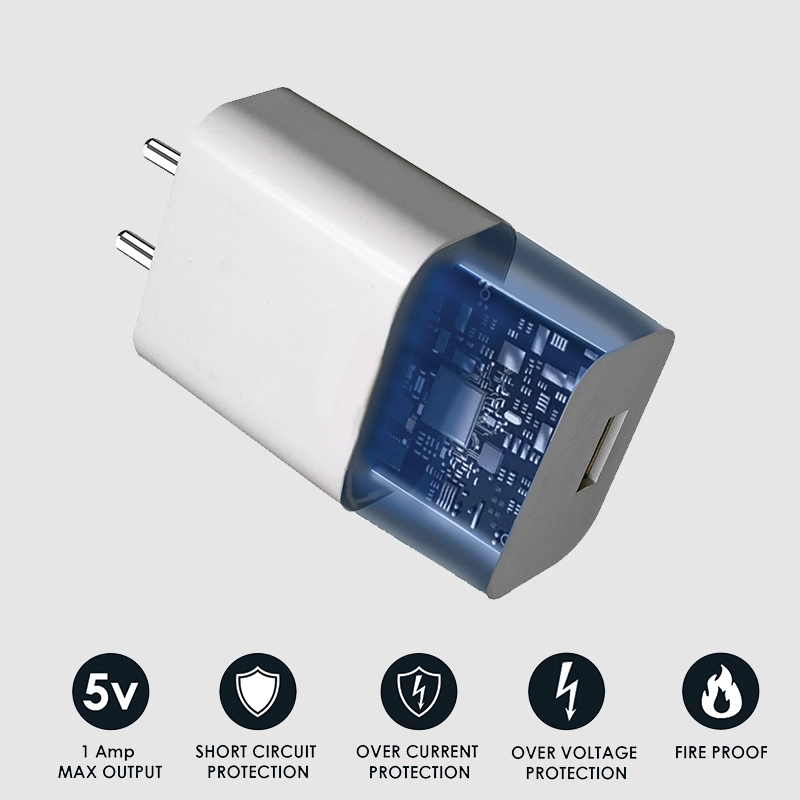 5v
1 Amp
MAX OUTPUT
SHORT CIRCUIT
PROTECTION
OVER CURRENT
PROTECTION
OVER VOLTAGE
PROTECTION
FIRE PROOF